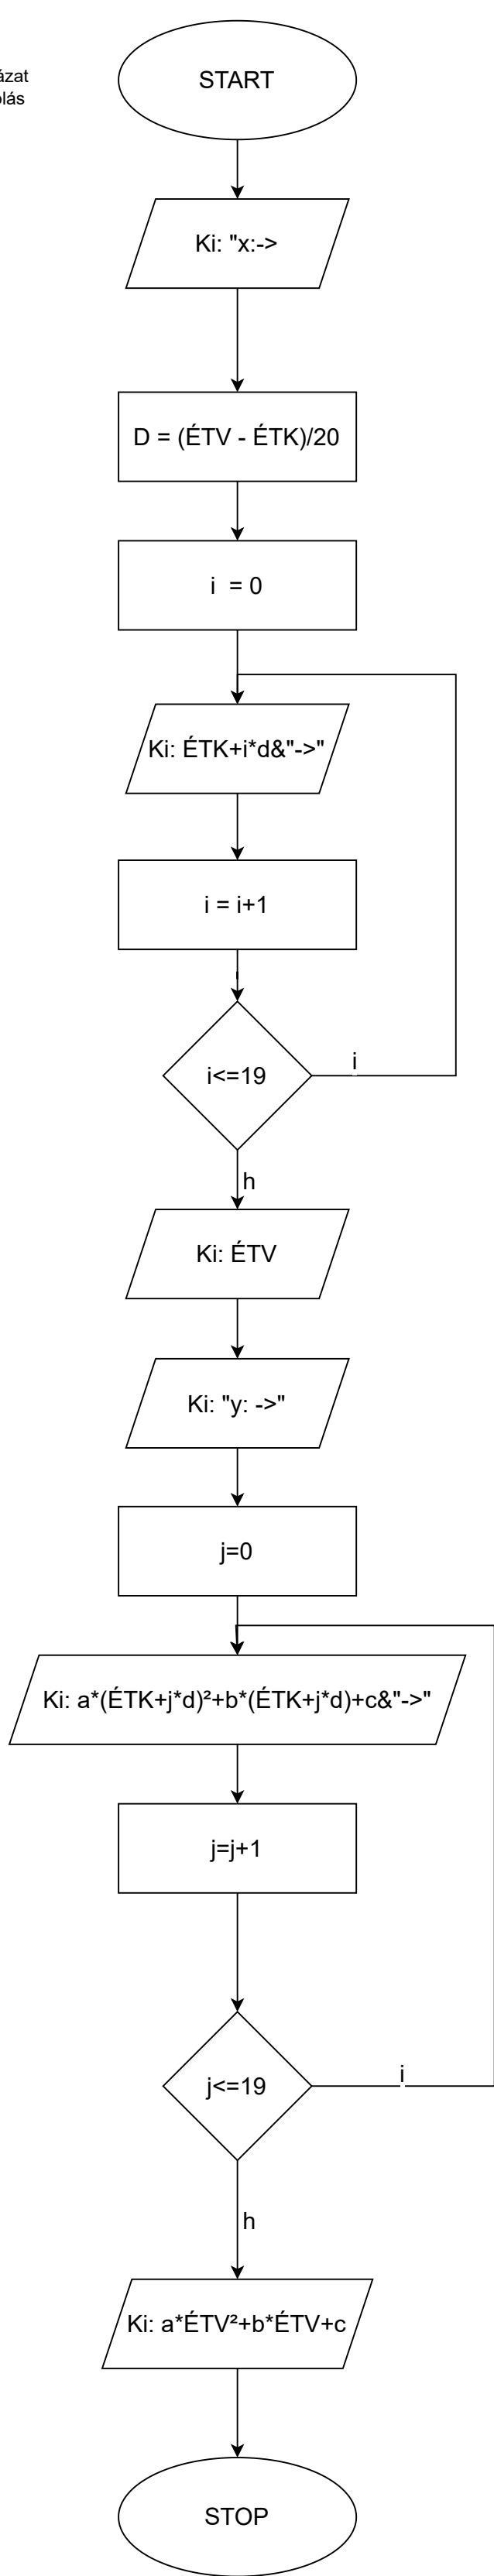 START
Ki: "x:->
D = (ÉTV - ÉTK)/20
i = 0
Ki: ÉTK+i*d&"->"
i = i+1
i<=19
i
h
Ki: ÉTV
Ki: "y: ->"
j=0
Ki: a*(ÉTK+j*d)²+b*(ÉTK+j*d)+c&"->"
j=j+1
j<=19
i
h
Ki: a*ÉTV²+b*ÉTV+c
STOP